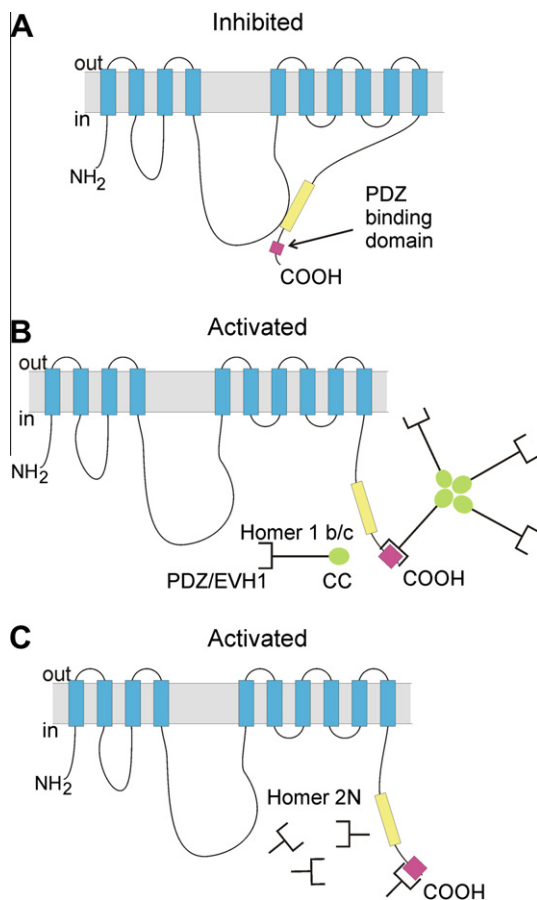 A
Inhibited
out
in
NH2
PDZ
binding
domain
COOH
B
Activated
out
in
NH2
Homer 1 b/c
PDZ/EVH1
CC
COOH
C
Activated
out
in
NH2
Homer 2N
COOH